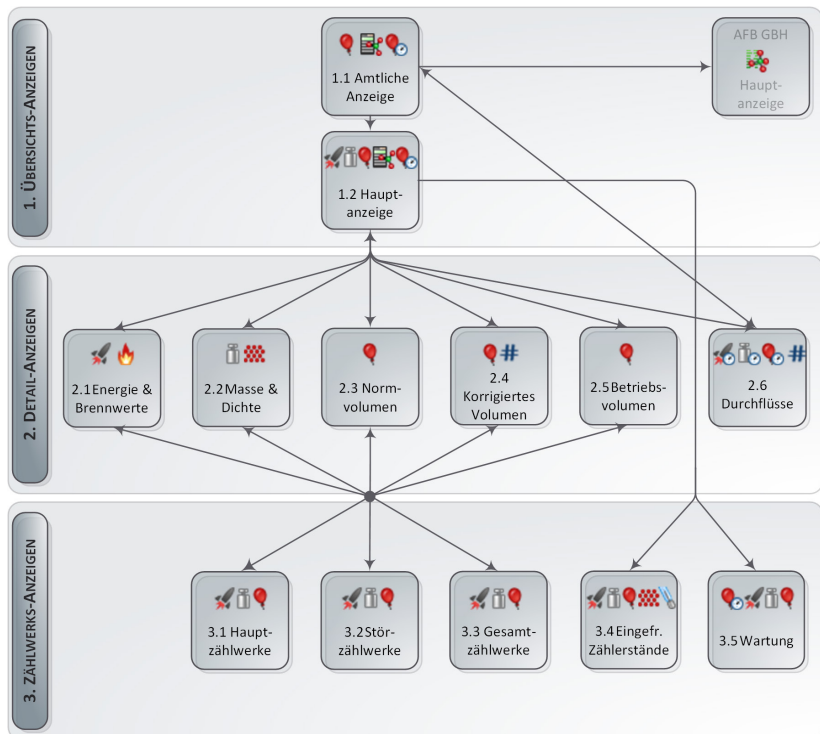 1. ÜBERSICHTS-ANZEIGEN
1.1 Amtliche
Anzeige
AFB GBH
Haupt-
anzeige
1.2 Haupt-
anzeige
2. DETAIL-ANZEIGEN
2.1 Energie &
Brennwerte
2.2 Masse &
Dichte
2.3 Norm-
volumen
2.4
Korrigiertes
Volumen
2.5 Betriebs-
volumen
2.6
Durchflüsse
3. ZÄHLWERKS-ANZEIGEN
3.1 Haupt-
zählwerke
3.2 Stör-
zählwerke
3.3 Gesamt-
zählwerke
3.4 Eingefr.
Zählerstände
3.5 Wartung